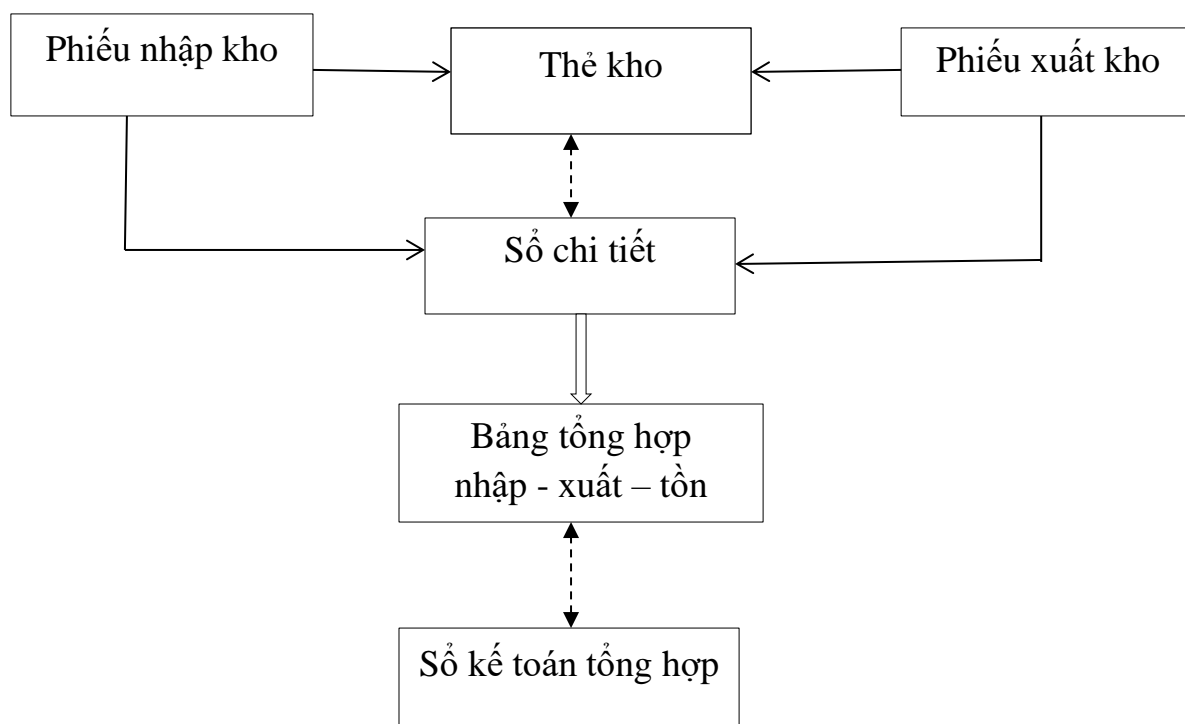 Phiếu nhập kho
Thẻ kho
Phiếu xuất kho
Sổ chi tiết
Bảng tổng hợp
nhập - xuất – tồn
Sổ kế toán tổng hợp